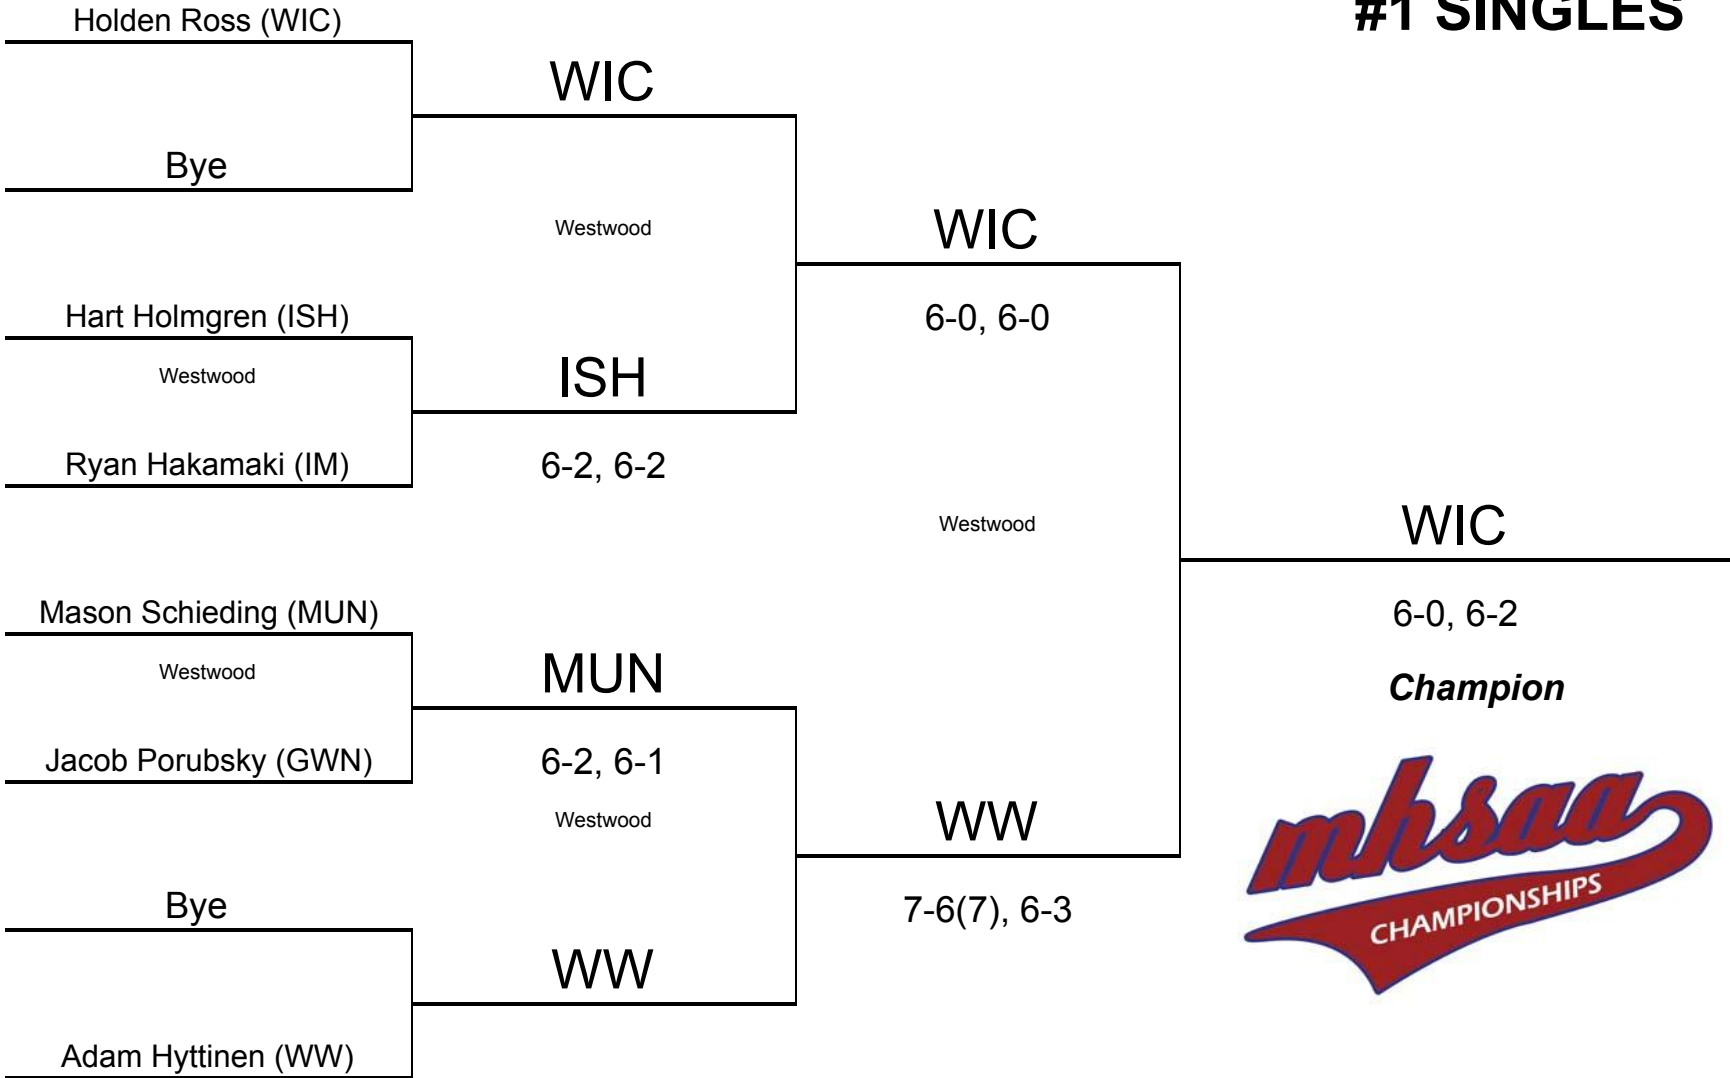 #1 SINGLES
Holden Ross (WIC)
WIC
Bye
Westwood
WIC
Hart Holmgren (ISH)
6-0, 6-0
Westwood
ISH
Ryan Hakamaki (IM)
6-2, 6-2
Westwood
WIC
Mason Schieding (MUN)
6-0, 6-2
Westwood
MUN
Champion
Jacob Porubsky (GWN)
6-2, 6-1
Westwood
WW
mhsaa
CHAMPIONSHIPS
Bye
7-6(7), 6-3
WW
Adam Hyttinen (WW)